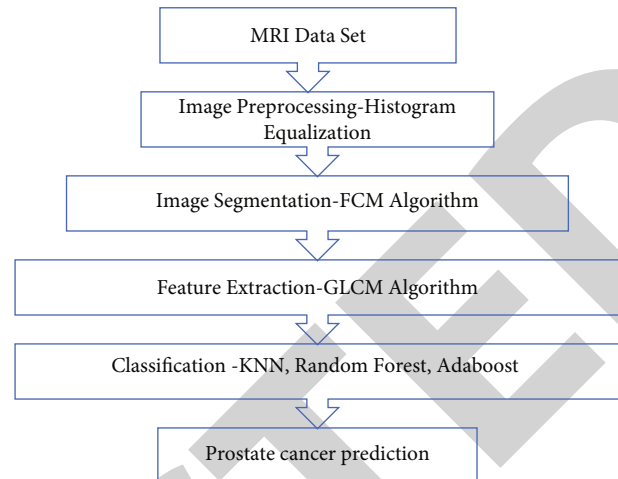 MRI Data Set
Image Preprocessing-Histogram
Equalization
Image Segmentation-FCM Algorithm
Feature Extraction-GLCM Algorithm
Classification -KNN, Random Forest, Adaboost
Prostate cancer prediction